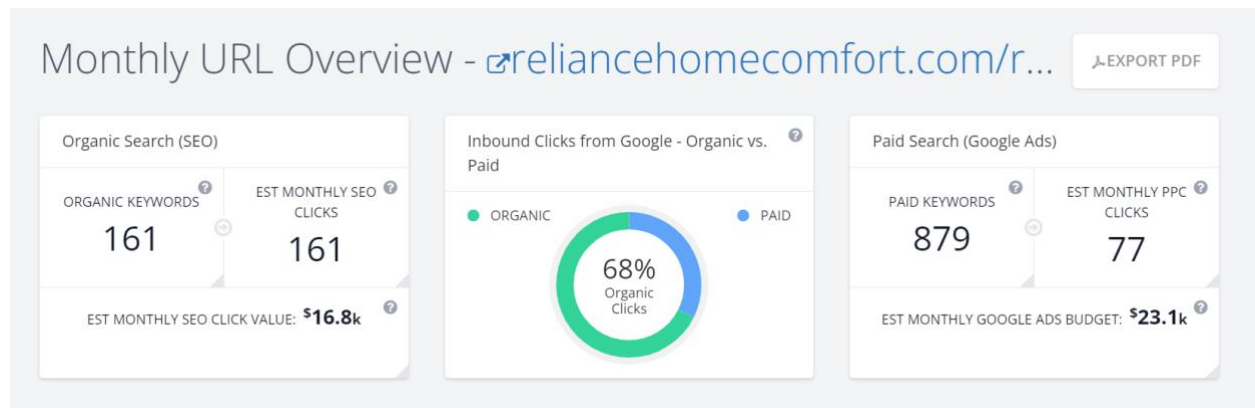 Monthly URL Overview - reliancehomecomfort.com/r...
EXPORT PDF
Organic Search (SEO)
ORGANIC KEYWORDS
161
EST MONTHLY SEO
CLICKS
161
EST MONTHLY SEO CLICK VALUE: $16.8k
Inbound Clicks from Google - Organic vs.
Paid
ORGANIC
PAID
68%
Organic
Clicks
Paid Search (Google Ads)
PAID KEYWORDS
879
EST MONTHLY PPC
CLICKS
77
EST MONTHLY GOOGLE ADS BUDGET: $23.1k